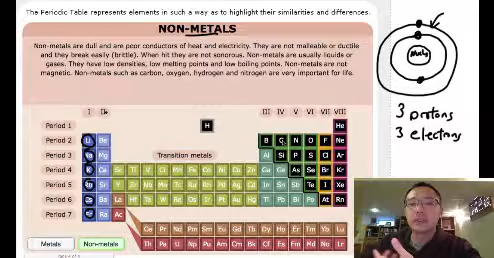 The Periodic Table represents elements in such a way as to highlight their similarities and differences.
NON-METALS
Non-metals are dull and are poor conductors of heat and electricity. They are not malleable or ductile
and they break easily (brittle). When hit they are not sonorous. Non-metals are usually liquids or
gases. They have low densities, low melting points and low boiling points. Non-metals are not
magnetic. Non-metals such as carbon, oxygen, hydrogen and nitrogen are very important for life.
3 protons
3 electrons
I II III IV V VI VII VIII
Period 1 H He
Period 2 Li Be B C N O F Ne
Period 3 Na Mg Transition metals Al Si P S Cl Ar
Period 4 K Ca Sc Ti V Cr Mn Fe Co Ni Cu Zn Ga Ge As Se Br Kr
Period 5 Sr Y Zr Nb Mo Tc Ru Rh Pd Ag Cd In Sn Sb Te I Xe
Period 6 Ba La Hf Ta W Re Os Ir Pt Au Hg Tl Pb Bi Po At Rn
Period 7 Ra Ac
Ce Pr Nd Pm Sm Eu Gd Tb Dy Ho Er Tm Yb Lu
Th Pa U Np Pu Am Cm Bk Cf Es Fm Md No Lr
Metals Non-metals